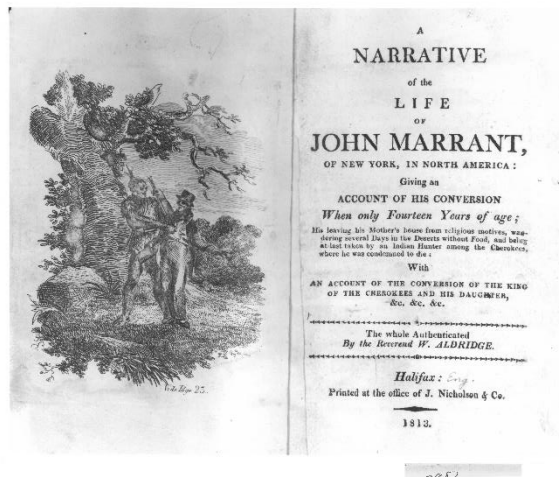 A
NARRATIVE
of the
LIFE
OF
JOHN MARRANT,
OF NEW YORK, IN NORTH AMERICA:
Giving an
ACCOUNT OF HIS CONVERSION
When only Fourteen Years of age;
His leaving his Mother's house from religious motives, wan-
dering several Days in the Deserts without Food, and being
at last taken by an Indian Hunter among the Cherokees,
where he was condemned to die:
With
AN ACCOUNT OF THE CONVERSION OF THE KING
OF THE CHEROKEES AND HIS DAUGHTER,
&c. &c. &c.
The whole Authenticated
By the Reverend W. ALDRIDGE.
Halifax: Eng.
Printed at the office of J. Nicholson & Co.
1813.
Page 23.